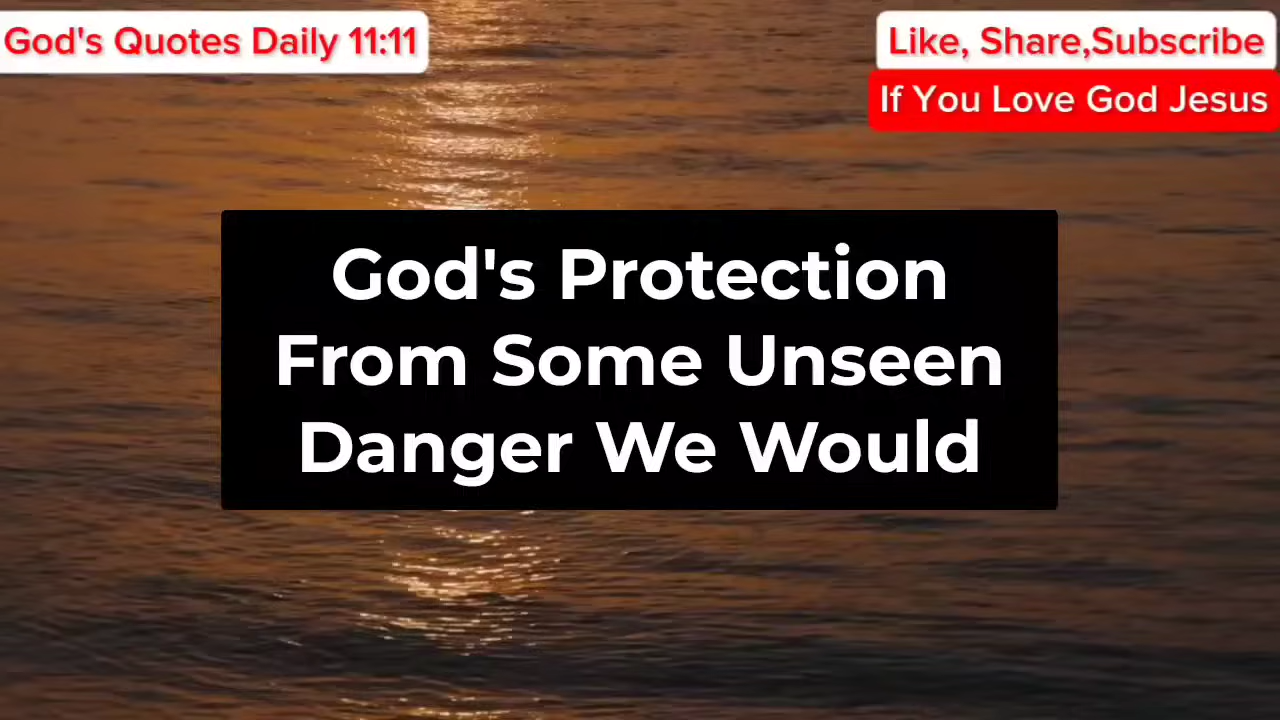 God's Quotes Daily 11:11
Like, Share,Subscribe
If You Love God Jesus
God's Protection
From Some Unseen
Danger We Would